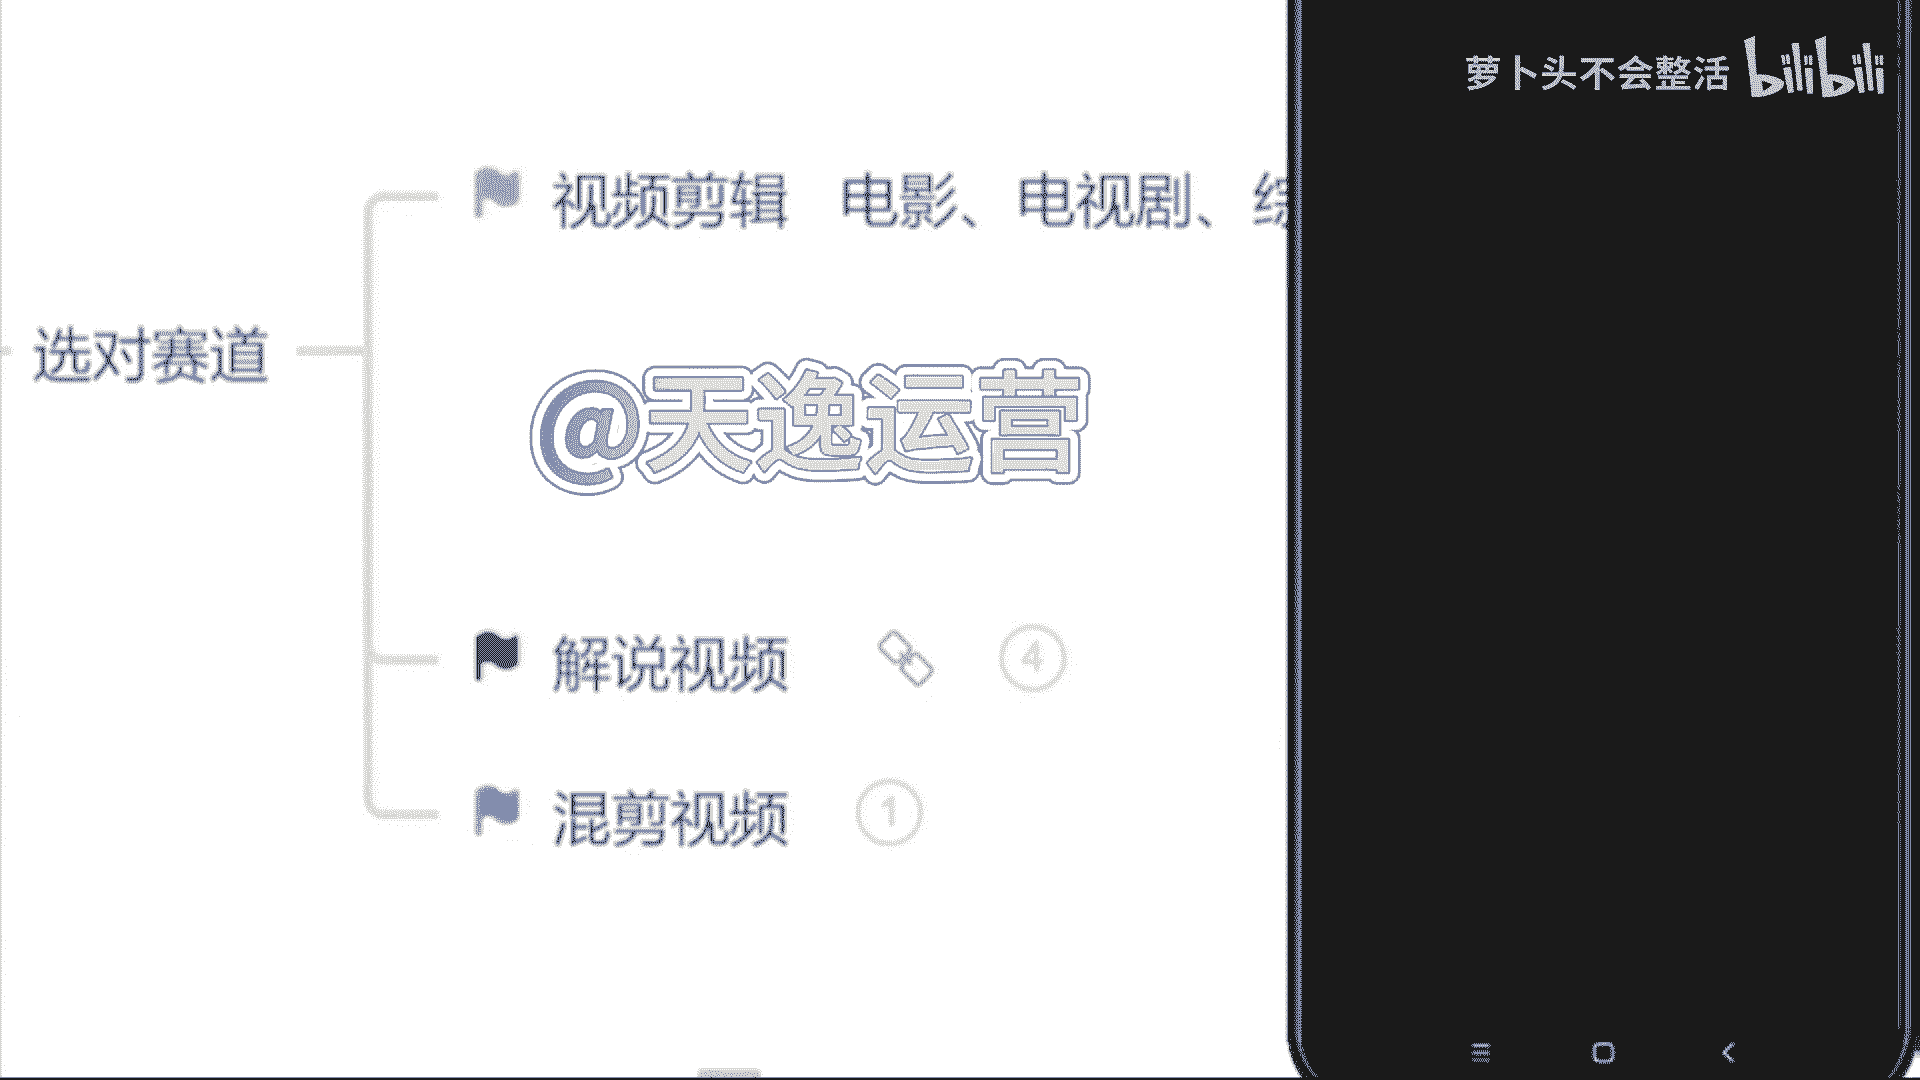 萝卜头不会整活 bilibili
视频剪辑 电影、电视剧、综
选对赛道
@天逸运营
解说视频 4
混剪视频 1